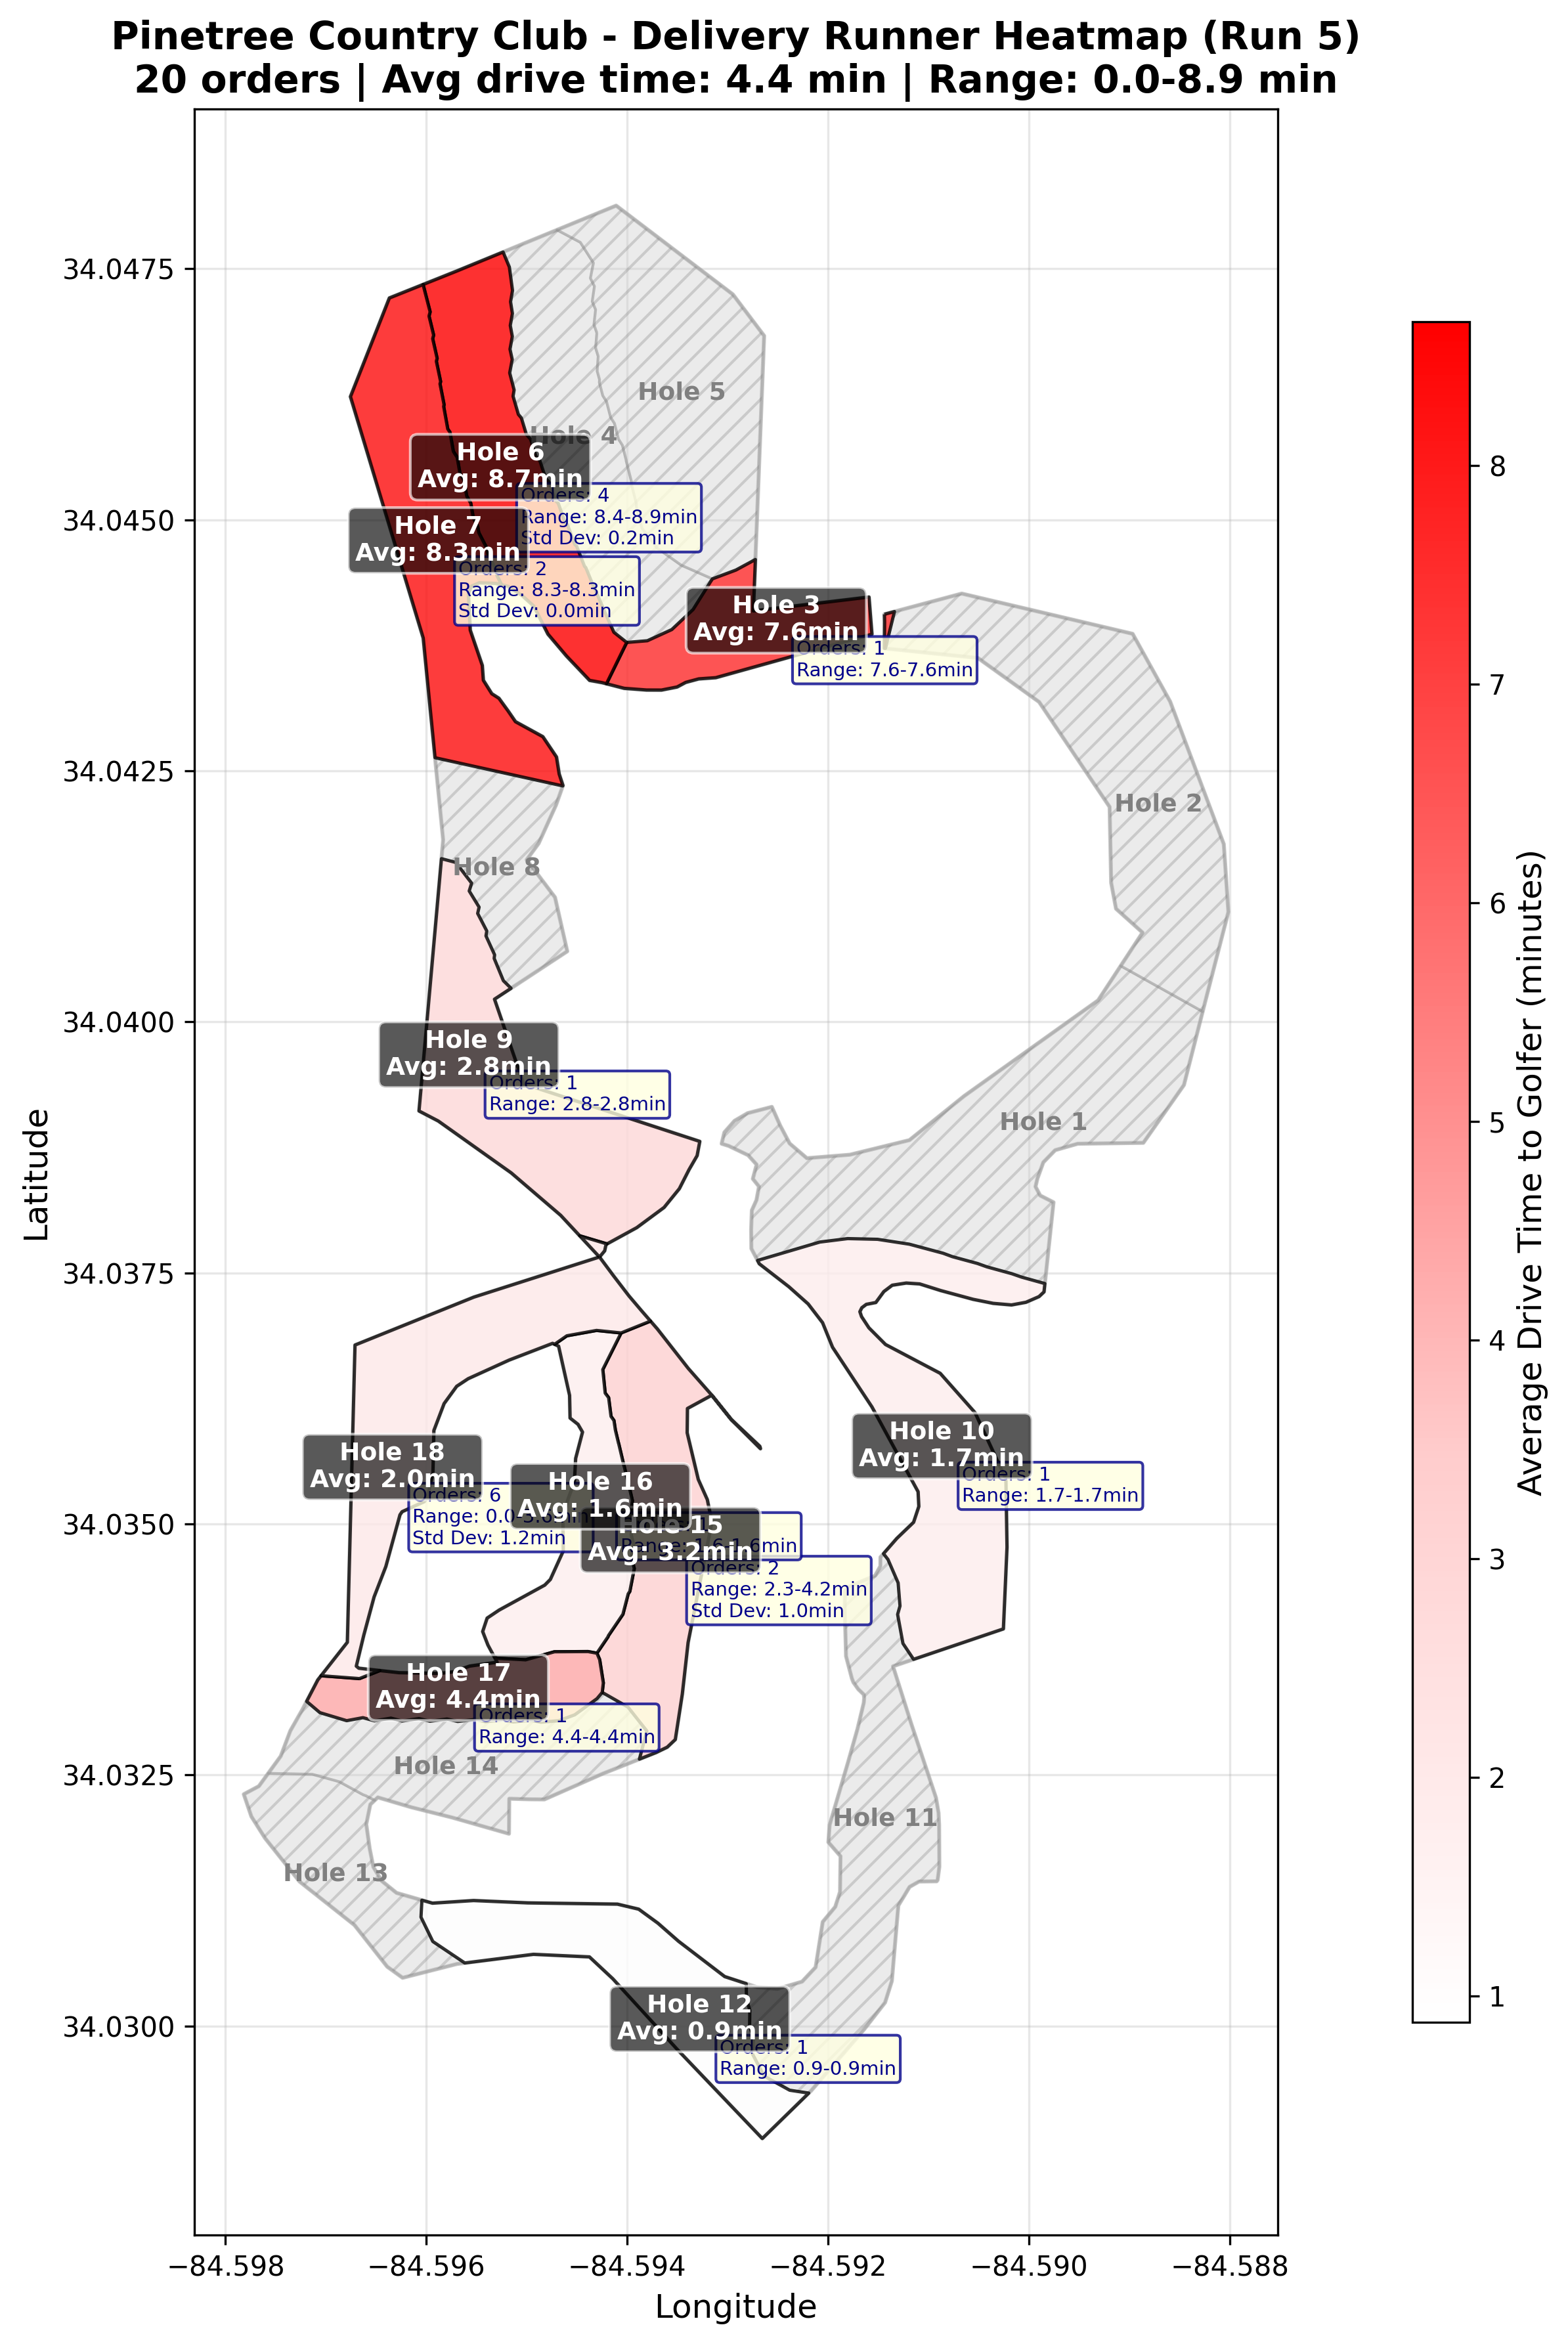 Pinetree Country Club - Delivery Runner Heatmap (Run 5)
20 orders | Avg drive time: 4.4 min | Range: 0.0-8.9 min
34.0475
34.0450
34.0425
34.0400
34.0375
34.0350
34.0325
34.0300
Latitude
−84.598
−84.596
−84.594
−84.592
−84.590
−84.588
Longitude
Hole 5
Hole 4
Hole 6
Avg: 8.7min
Orders: 4
Range: 8.4-8.9min
Std Dev: 0.2min
Hole 7
Avg: 8.3min
Orders: 2
Range: 8.3-8.3min
Std Dev: 0.0min
Hole 3
Avg: 7.6min
Orders: 1
Range: 7.6-7.6min
Hole 2
Hole 8
Hole 9
Avg: 2.8min
Orders: 1
Range: 2.8-2.8min
Hole 1
Hole 10
Avg: 1.7min
Orders: 1
Range: 1.7-1.7min
Hole 18
Avg: 2.0min
Orders: 6
Range: 0.0-
Std Dev: 1.2min
Hole 16
Avg: 1.6min
Range: 1.6-1.6min
Hole 15
Avg: 3.2min
Orders: 2
Range: 2.3-4.2min
Std Dev: 1.0min
Hole 17
Avg: 4.4min
Orders: 1
Range: 4.4-4.4min
Hole 14
Hole 11
Hole 13
Hole 12
Avg: 0.9min
Orders: 1
Range: 0.9-0.9min
8
7
6
5
4
3
2
1
Average Drive Time to Golfer (minutes)